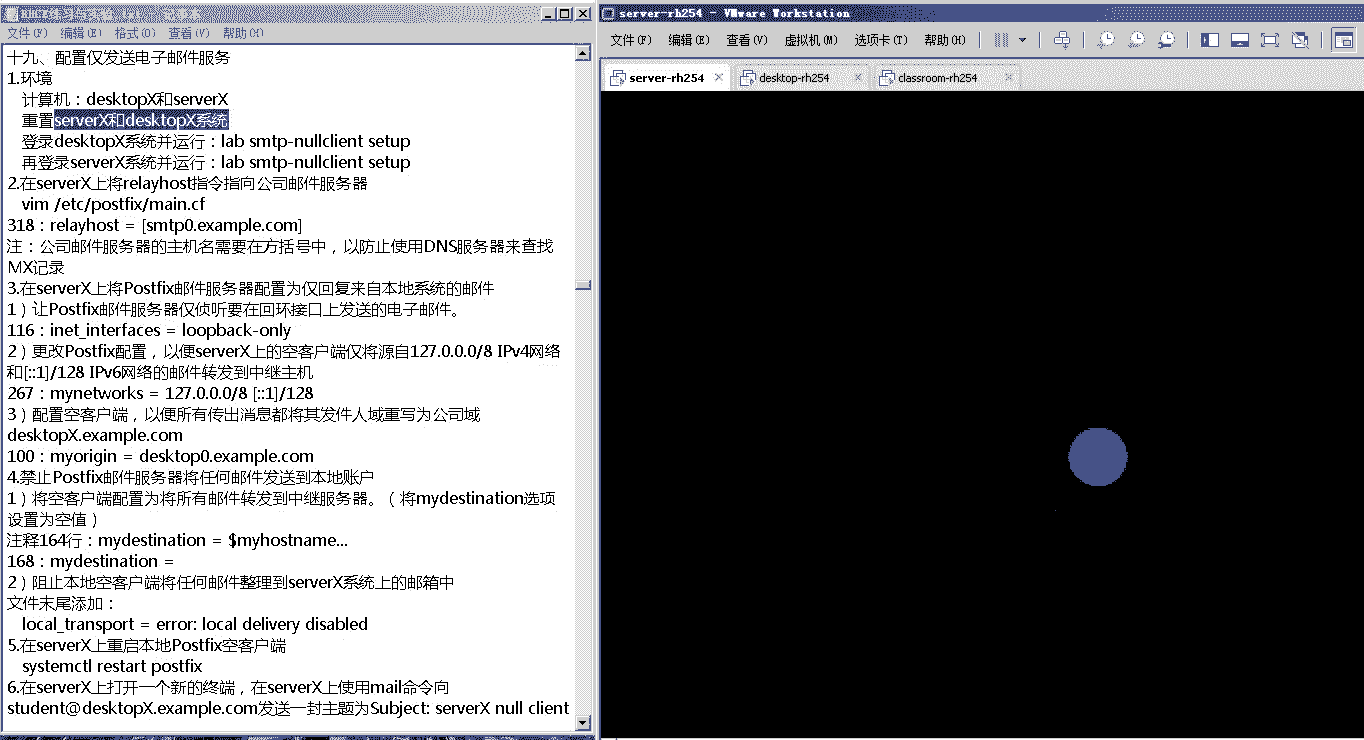 文件(F) 编辑(E) 格式(O) 查看(V) 帮助(H)
十九、配置仅发送电子邮件服务
1.环境
计算机：desktopX和serverX
重置serverX和desktopX系统
登录desktopX系统并运行：lab smtp-nullclient setup
再登录serverX系统并运行：lab smtp-nullclient setup
2.在serverX上将relayhost指令指向公司邮件服务器
vim /etc/postfix/main.cf
318：relayhost = [smtp0.example.com]
注：公司邮件服务器的主机名需要在方括号中，以防止使用DNS服务器来查找
MX记录
3.在serverX上将Postfix邮件服务器配置为仅回复来自本地系统的邮件
1）让Postfix邮件服务器仅侦听要在回环接口上发送的电子邮件。
116：inet_interfaces = loopback-only
2）更改Postfix配置，以便serverX上的空客户端仅将源自127.0.0.0/8 IPv4网络
和[::1]/128 IPv6网络的邮件转发到中继主机
267：mynetworks = 127.0.0.0/8 [::1]/128
3）配置空客户端，以便所有传出消息都将其发件人域重写为公司域
desktopX.example.com
100：myorigin = desktop0.example.com
4.禁止Postfix邮件服务器将任何邮件发送到本地账户
1）将空客户端配置为将所有邮件转发到中继服务器。（将mydestination选项
设置为空值）
注释164行：mydestination = $myhostname...
168：mydestination =
2）阻止本地空客户端将任何邮件整理到serverX系统上的邮箱中
文件末尾添加：
local_transport = error: local delivery disabled
5.在serverX上重启本地Postfix空客户端
systemctl restart postfix
6.在serverX上打开一个新的终端，在serverX上使用mail命令向
student@desktopX.example.com发送一封主题为Subject: serverX null client
server-rh254 - VMware Workstation
文件(F) 编辑(E) 查看(V) 虚拟机(M) 选项卡(T) 帮助(H)
server-rh254 desktop-rh254 classroom-rh254